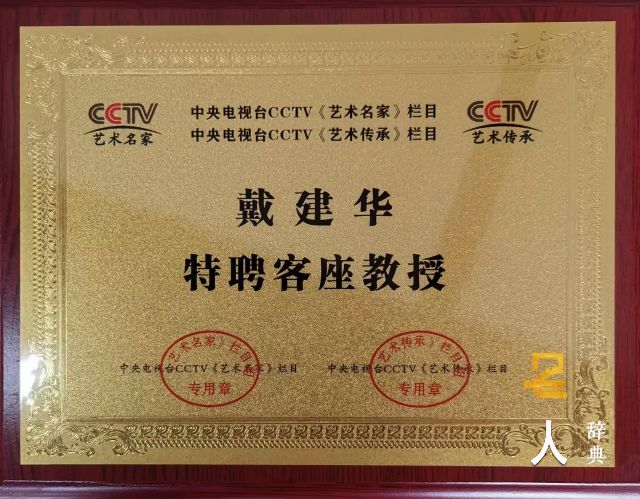 CCTV
艺术名家
中央电视台CCTV《艺术名家》栏目
中央电视台CCTV《艺术传承》栏目
CCTV
艺术传承
戴建华
特聘客座教授
《艺术名家》栏目组
专用章
中央电视台CCTV《艺术名家》栏目
《艺术传承》栏目组
专用章
中央电视台CCTV《艺术传承》栏目
人
辞典